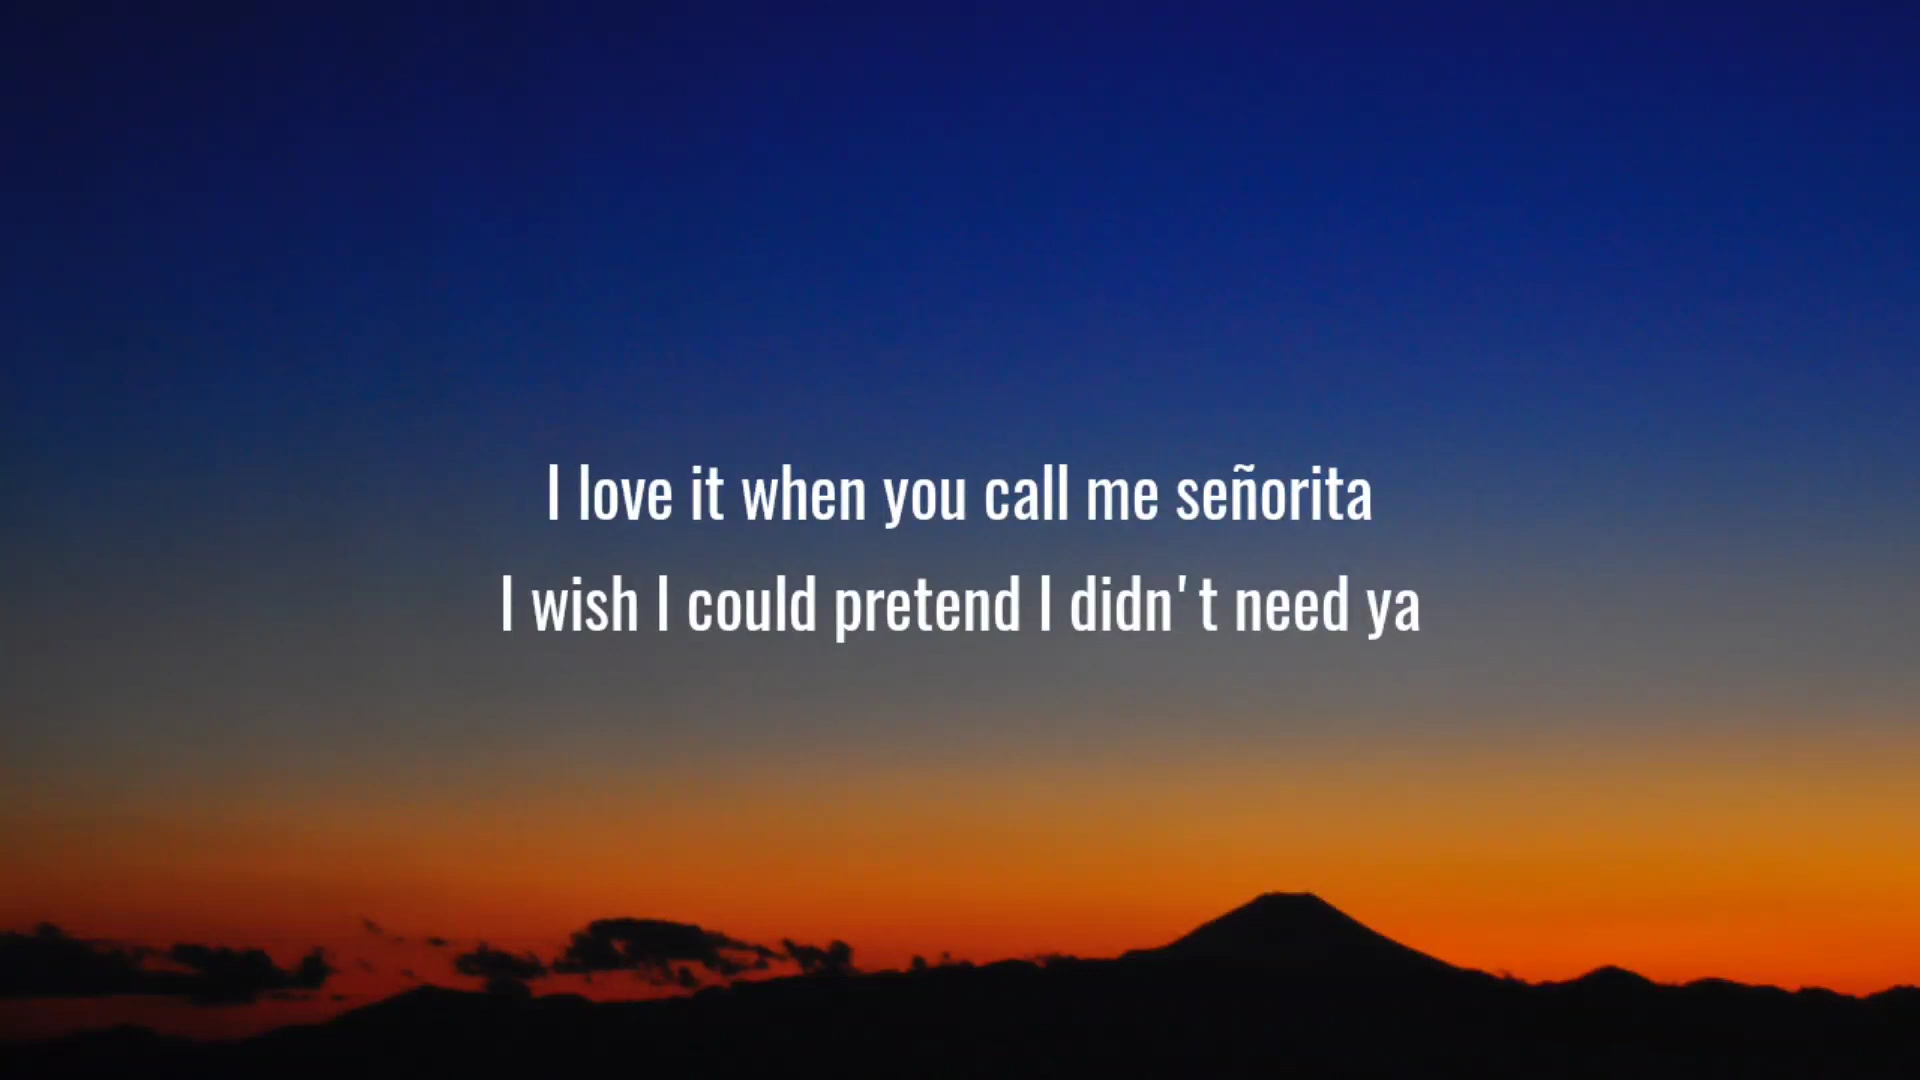 I love it when you call me señorita
I wish I could pretend I didn't need ya